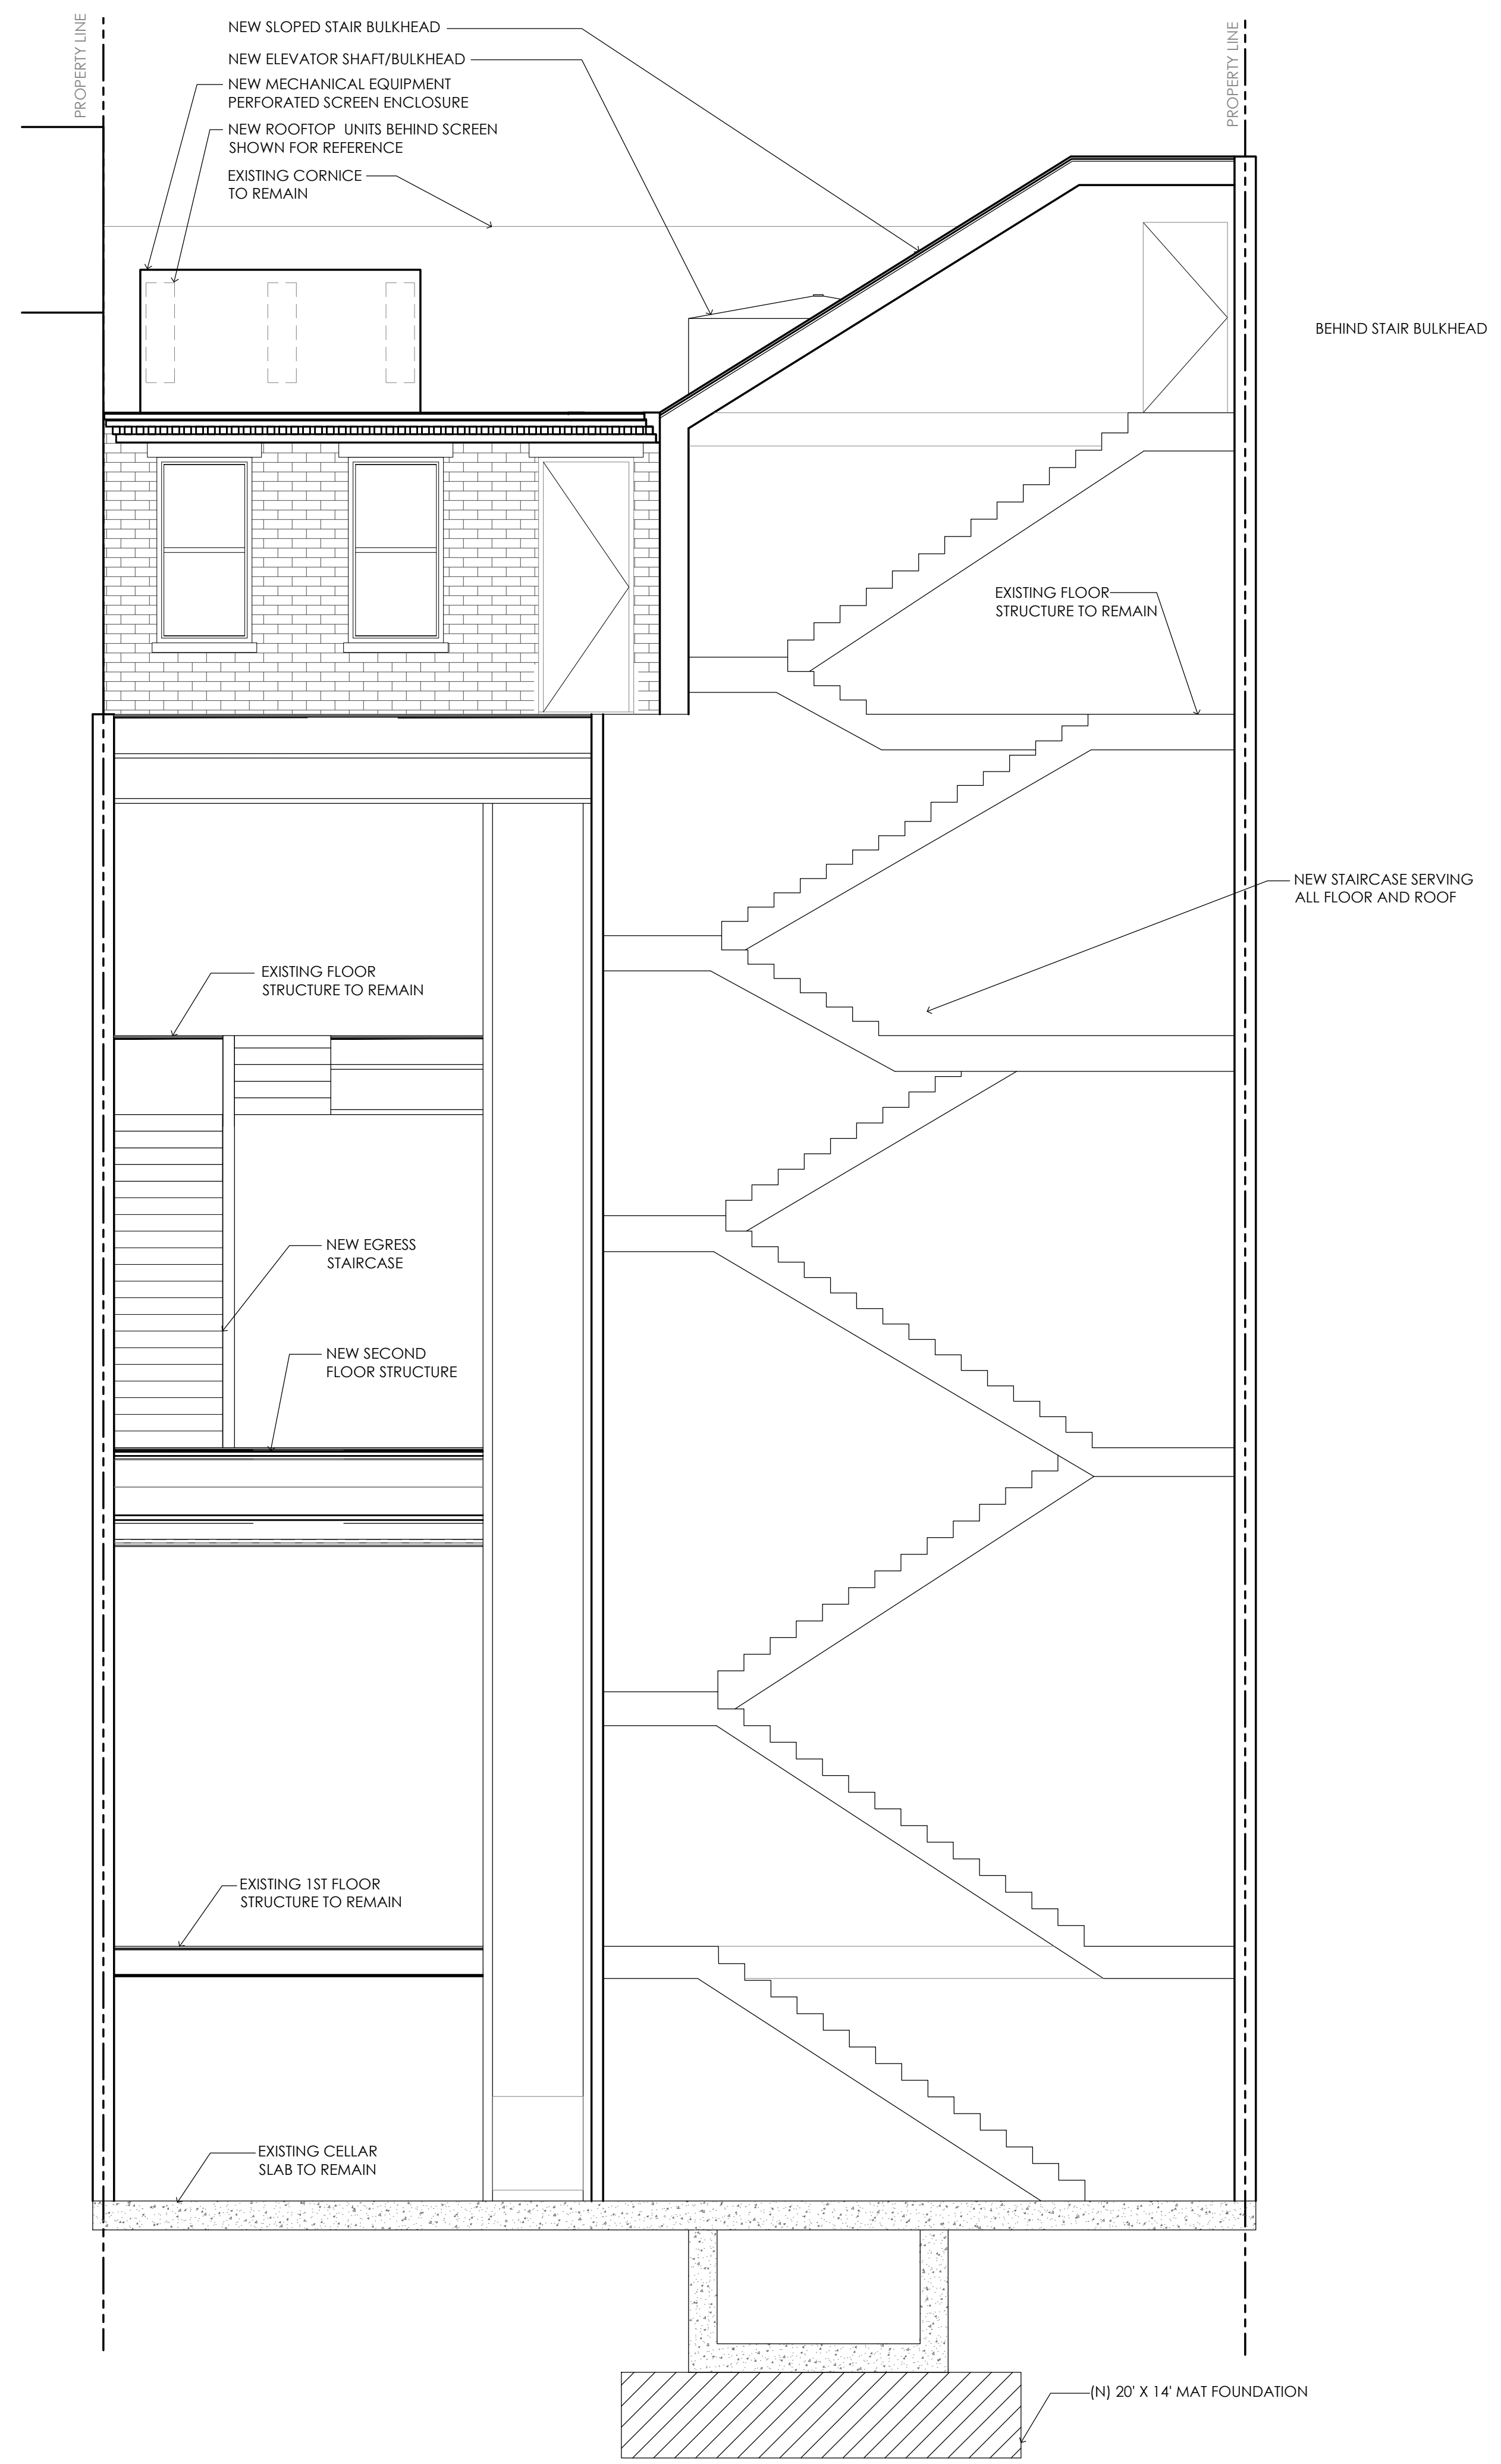 PROPERTY LINE
NEW SLOPED STAIR BULKHEAD
NEW ELEVATOR SHAFT/BULKHEAD
NEW MECHANICAL EQUIPMENT
PERFORATED SCREEN ENCLOSURE
NEW ROOFTOP UNITS BEHIND SCREEN
SHOWN FOR REFERENCE
EXISTING CORNICE
TO REMAIN
PROPERTY LINE
BEHIND STAIR BULKHEAD
EXISTING FLOOR
STRUCTURE TO REMAIN
NEW STAIRCASE SERVING
ALL FLOOR AND ROOF
EXISTING FLOOR
STRUCTURE TO REMAIN
NEW EGRESS
STAIRCASE
NEW SECOND
FLOOR STRUCTURE
EXISTING 1ST FLOOR
STRUCTURE TO REMAIN
EXISTING CELLAR
SLAB TO REMAIN
(N) 20' X 14' MAT FOUNDATION